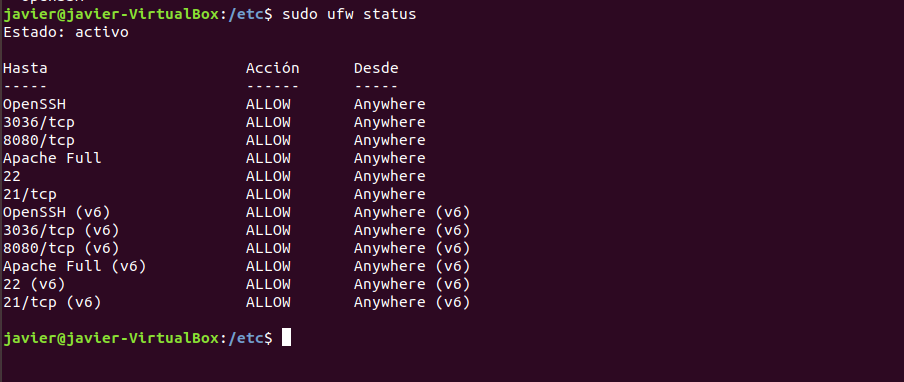 javier@javier-VirtualBox:/etc$ sudo ufw status
Estado: activo
Hasta Acción Desde
----- ------ -----
OpenSSH ALLOW Anywhere
3036/tcp ALLOW Anywhere
8080/tcp ALLOW Anywhere
Apache Full ALLOW Anywhere
22 ALLOW Anywhere
21/tcp ALLOW Anywhere
OpenSSH (v6) ALLOW Anywhere (v6)
3036/tcp (v6) ALLOW Anywhere (v6)
8080/tcp (v6) ALLOW Anywhere (v6)
Apache Full (v6) ALLOW Anywhere (v6)
22 (v6) ALLOW Anywhere (v6)
21/tcp (v6) ALLOW Anywhere (v6)
javier@javier-VirtualBox:/etc$